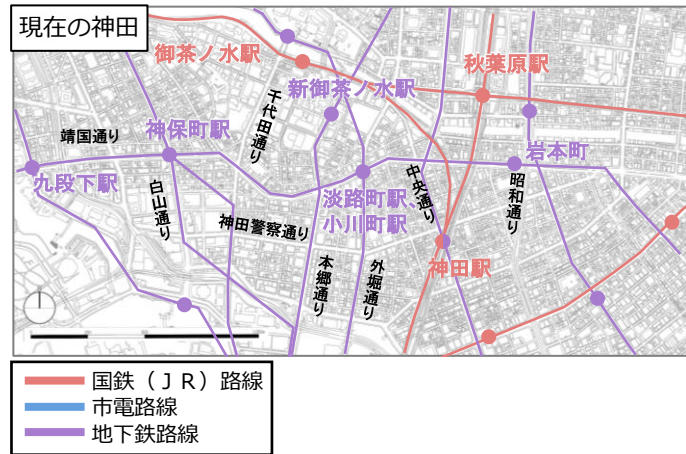 現在の神田
御茶ノ水駅
秋葉原駅
新御茶ノ水駅
千代田通り
靖国通り
神保町駅
岩本町
九段下駅
白山通り
淡路町駅、
小川町駅
中央通り
昭和通り
神田警察通り
本郷通り
外堀通り
神田駅
国鉄（ＪＲ）路線
市電路線
地下鉄路線